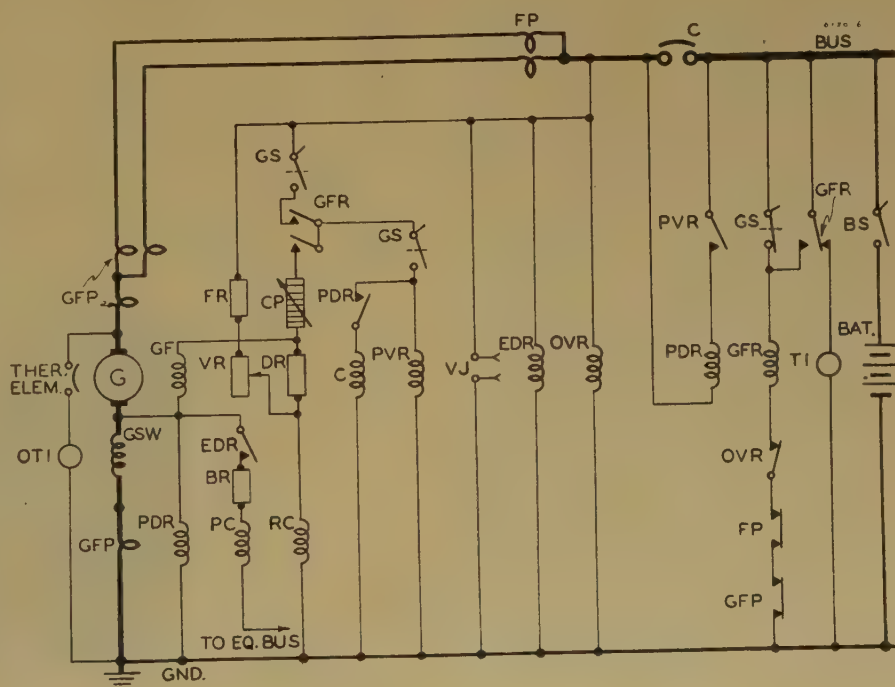 FP
C
BUS
GS
GFR
GS
PVR
GS
GFR
BS
GFP
FR
CP
PDR
GF
VR
DR
C
PVR
VJ
EDR
OVR
PDR
GFR
TI
BAT.
THER.
ELEM.
G
GSW
OTI
EDR
BR
OVR
PDR
PC
RC
FP
GFP
GFP
TO EQ. BUS
GND.